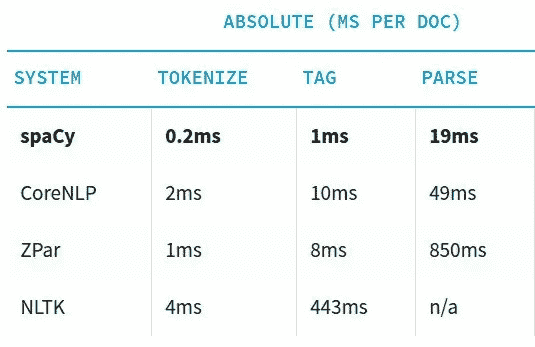 ABSOLUTE (MS PER DOC)
SYSTEM TOKENIZE TAG PARSE
spaCy 0.2ms 1ms 19ms
CoreNLP 2ms 10ms 49ms
ZPar 1ms 8ms 850ms
NLTK 4ms 443ms n/a